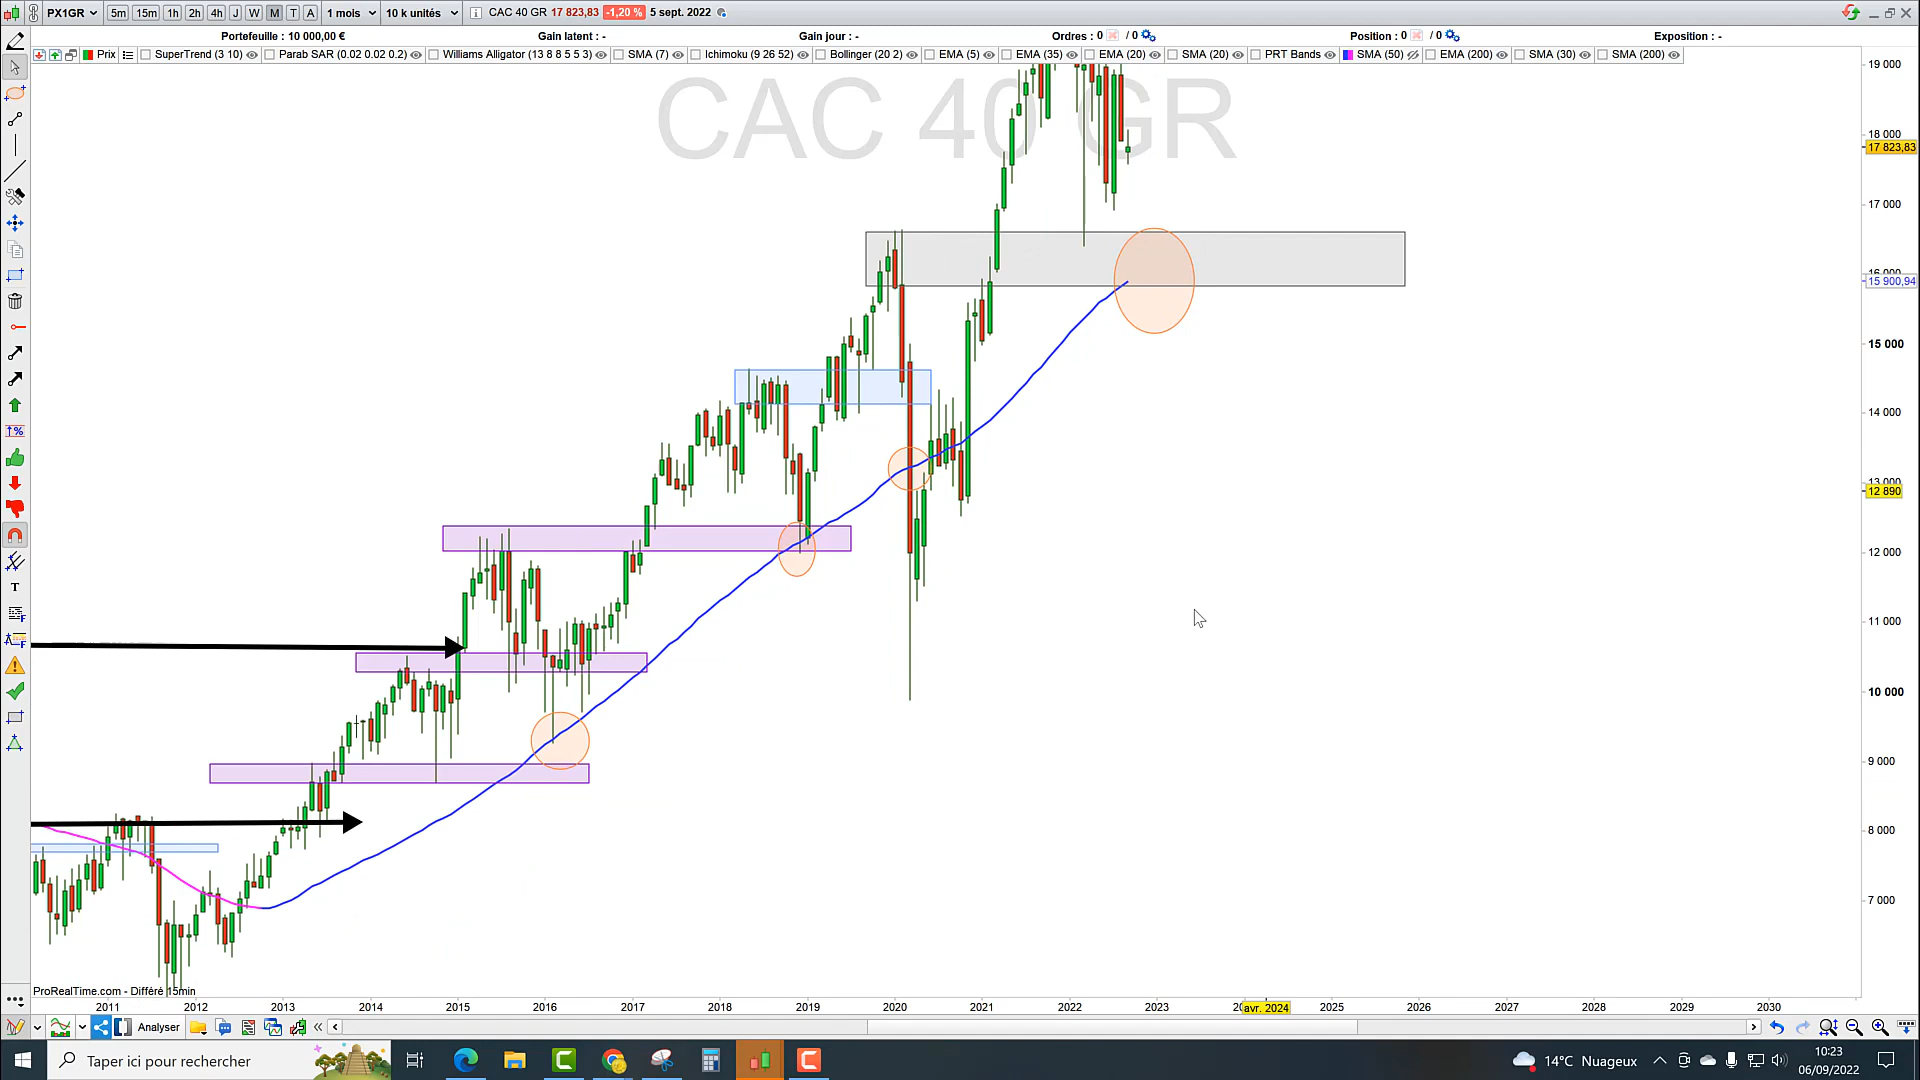 PX1GR 5m 15m 1h 2h 4h J W M T A 1 mois 10 k unités CAC 40 GR 17 823,83 -1,20 % 5 sept. 2022
Portefeuille : 10 000,00 € Gain latent : - Gain jour : - Ordres : 0 / 0 Position : 0 / 0 Exposition : -
Prix SuperTrend (3 10) Parab SAR (0.02 0.02 0.2) Williams Alligator (13 8 8 5 5 3) SMA (7) Ichimoku (9 26 52) Bollinger (20 2) EMA (5) EMA (35) EMA (20) SMA (20) PRT Bands SMA (50) EMA (200) SMA (30) SMA (200)
CAC 40 GR
19 000
18 000
17 823,83
17 000
16 000
15 900,94
15 000
14 000
13 000
12 890
12 000
11 000
10 000
9 000
8 000
7 000
T
ProRealTime.com - Différé 15min
2011 2012 2013 2014 2015 2016 2017 2018 2019 2020 2021 2022 2023 avr. 2024 2025 2026 2027 2028 2029 2030
Analyser
Taper ici pour rechercher
14°C Nuageux
10:23
06/09/2022